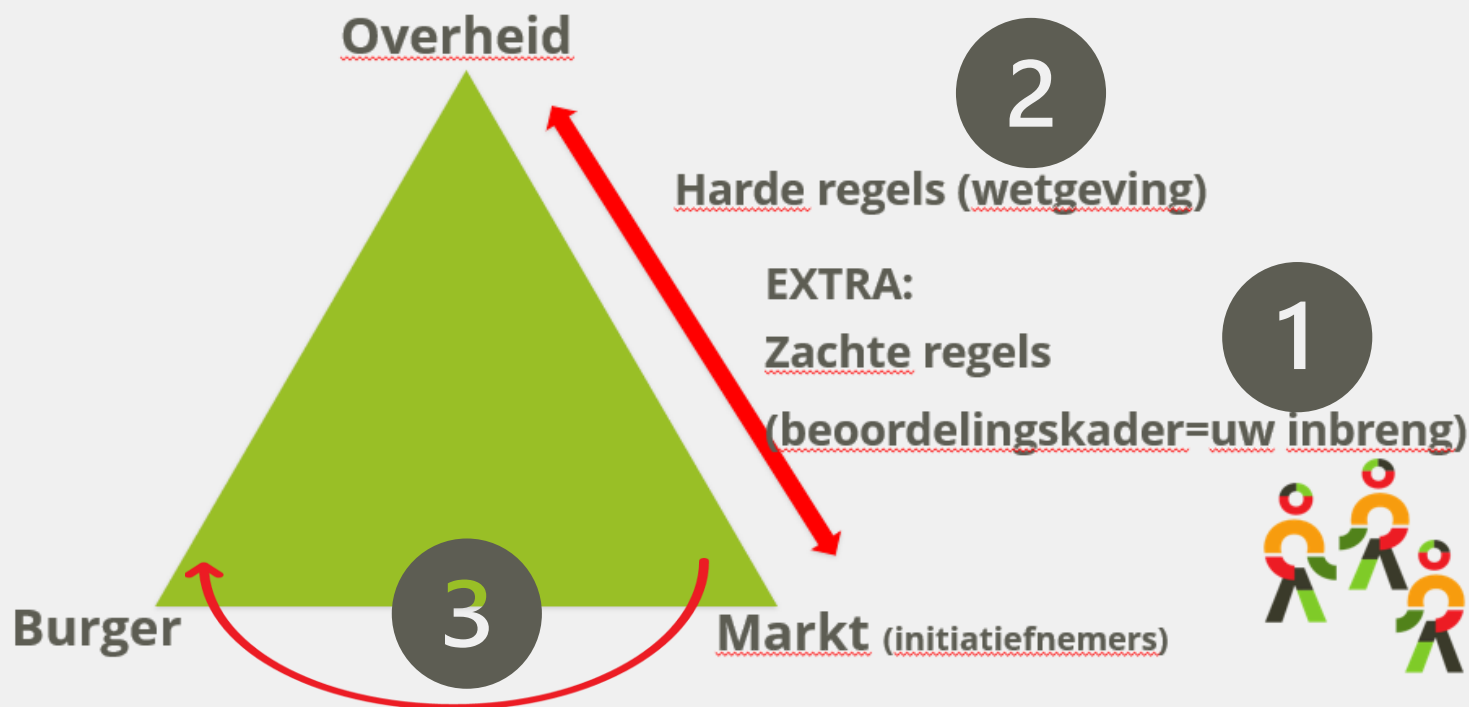 Overheid
2
Harde regels (wetgeving)
EXTRA:
Zachte regels
1
(beoordelingskader=uw inbreng)
3
Burger
Markt (initiatiefnemers)